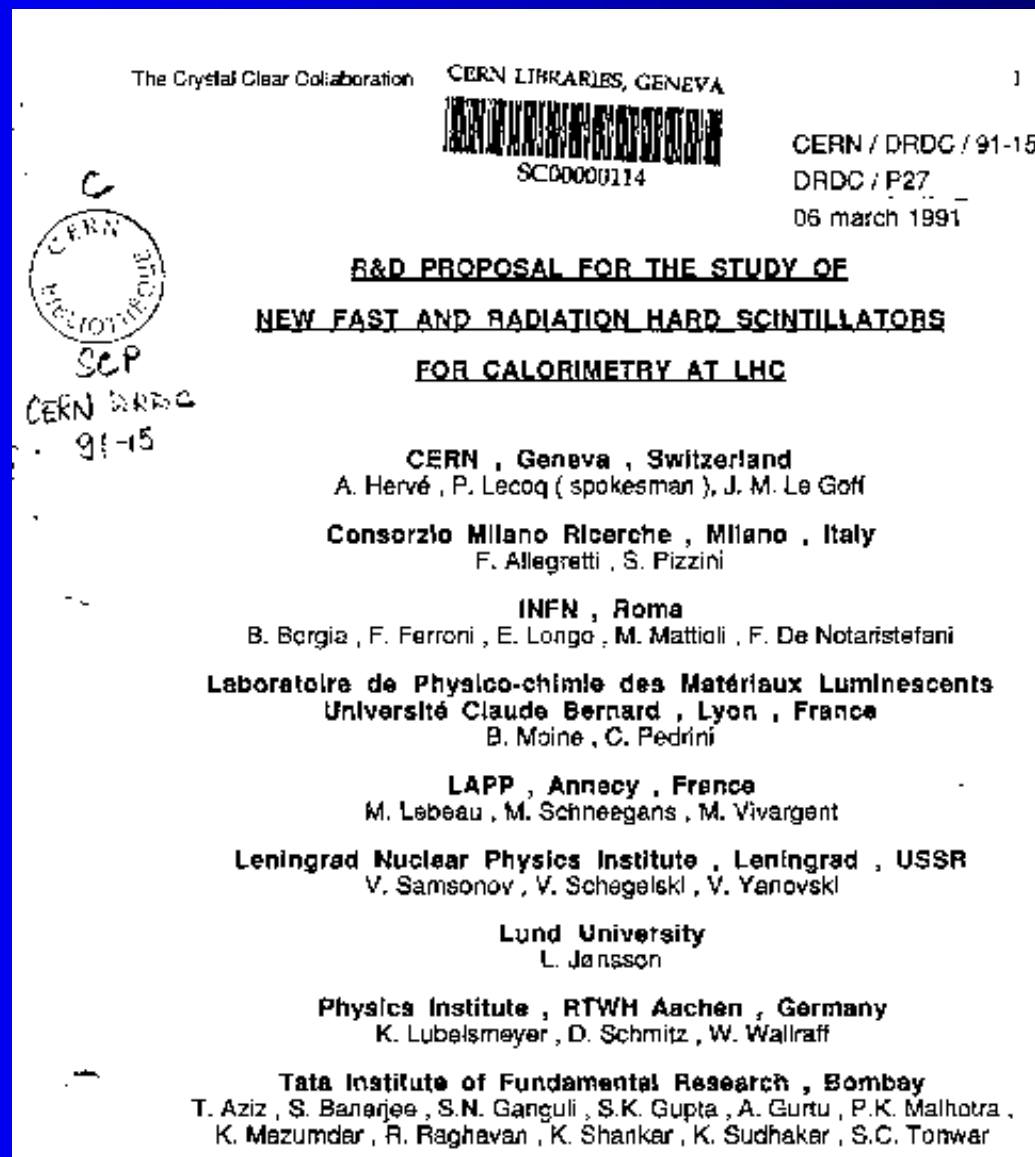 The Crystal Clear Collaboration
CERN LIBRARIES, GENEVA
1
SC00000114
CERN / DRDC / 91-15
DRDC / P27
06 march 1991
C
CERN
BIBLIOTHÈQUE
SCP
CERN DRDC
91-15
R&D PROPOSAL FOR THE STUDY OF
NEW FAST AND RADIATION HARD SCINTILLATORS
FOR CALORIMETRY AT LHC
CERN , Geneva , Switzerland
A. Hervé , P. Lecoq ( spokesman ), J. M. Le Goff
Consorzio Milano Ricerche , Milano , Italy
F. Allegretti , S. Pizzini
INFN , Roma
B. Borgia , F. Ferroni , E. Longo , M. Mattioli , F. De Notaristefani
Laboratoire de Physico-chimie des Matériaux Luminescents
Université Claude Bernard , Lyon , France
B. Moine , C. Pedrini
LAPP , Annecy , France
M. Lebeau , M. Schneegans , M. Vivargent
Leningrad Nuclear Physics Institute , Leningrad , USSR
V. Samsonov , V. Schegelski , V. Yanovski
Lund University
L. Jønsson
Physics Institute , RTWH Aachen , Germany
K. Lubelsmeyer , D. Schmitz , W. Wallraff
Tata Institute of Fundamental Research , Bombay
T. Aziz , S. Banerjee , S.N. Ganguli , S.K. Gupta , A. Gurtu , P.K. Malhotra ,
K. Mazumdar , R. Raghavan , K. Shankar , K. Sudhakar , S.C. Tonwar